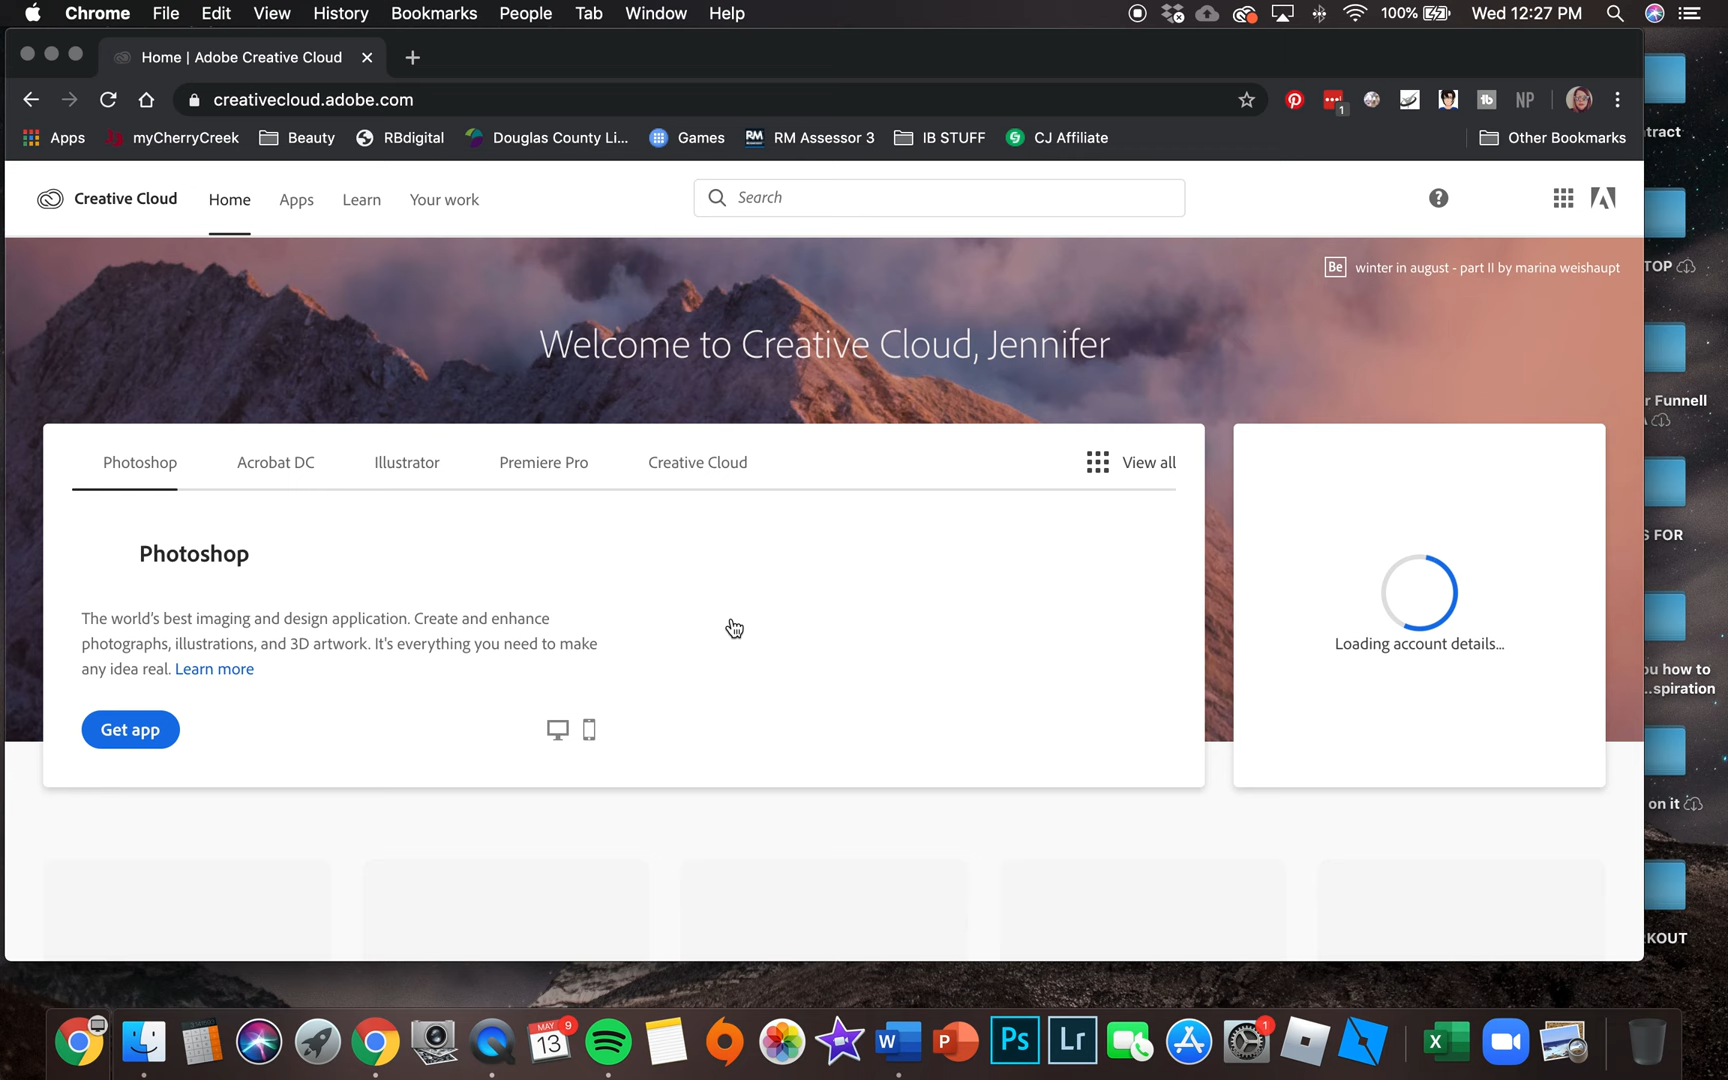 Chrome File Edit View History Bookmarks People Tab Window Help 100% Wed 12:27 PM
Home | Adobe Creative Cloud
creativecloud.adobe.com
1 tb NP
Apps myCherryCreek Beauty RBdigital Douglas County Li... Games RM RM Assessor 3 IB STUFF CJ Affiliate Other Bookmarks
Creative Cloud Home Apps Learn Your work Search
Be winter in august - part II by marina weishaupt
Welcome to Creative Cloud, Jennifer
Photoshop Acrobat DC Illustrator Premiere Pro Creative Cloud View all
Photoshop
The world's best imaging and design application. Create and enhance
photographs, illustrations, and 3D artwork. It's everything you need to make
any idea real. Learn more
Get app
Loading account details...
tract
TOP
r Funnell
S FOR
ou how to
...spiration
on it
KOUT
MAY 9
13
W P Ps Lr 1 X